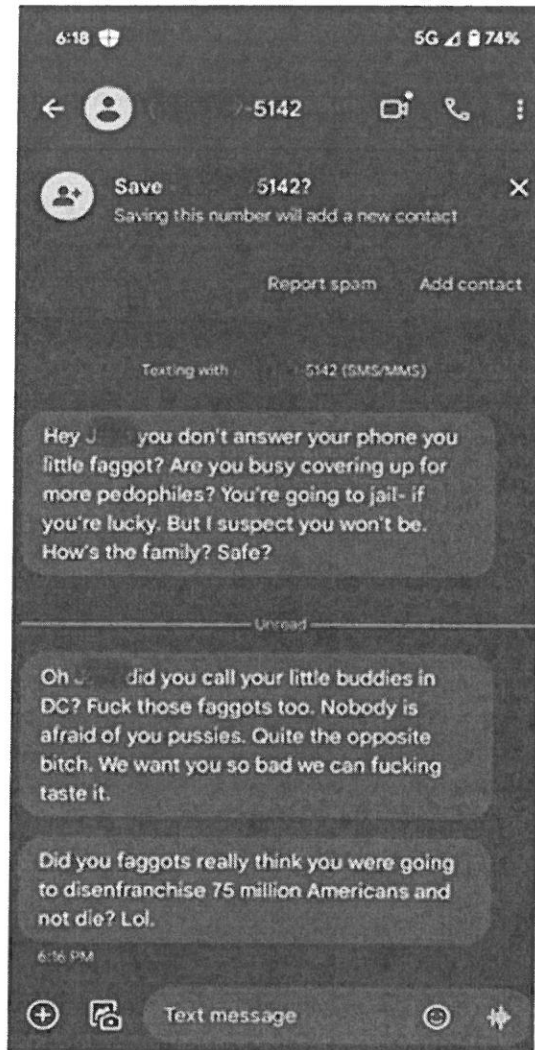 6:18
5G 74%
-5142
Save 5142?
Saving this number will add a new contact
Report spam Add contact
Texting with -5142 (SMS/MMS)
Hey J you don't answer your phone you
little faggot? Are you busy covering up for
more pedophiles? You're going to jail- if
you're lucky. But I suspect you won't be.
How's the family? Safe?
Unread
Oh J did you call your little buddies in
DC? Fuck those faggots too. Nobody is
afraid of you pussies. Quite the opposite
bitch. We want you so bad we can fucking
taste it.
Did you faggots really think you were going
to disenfranchise 75 million Americans and
not die? Lol.
6:16 PM
Text message